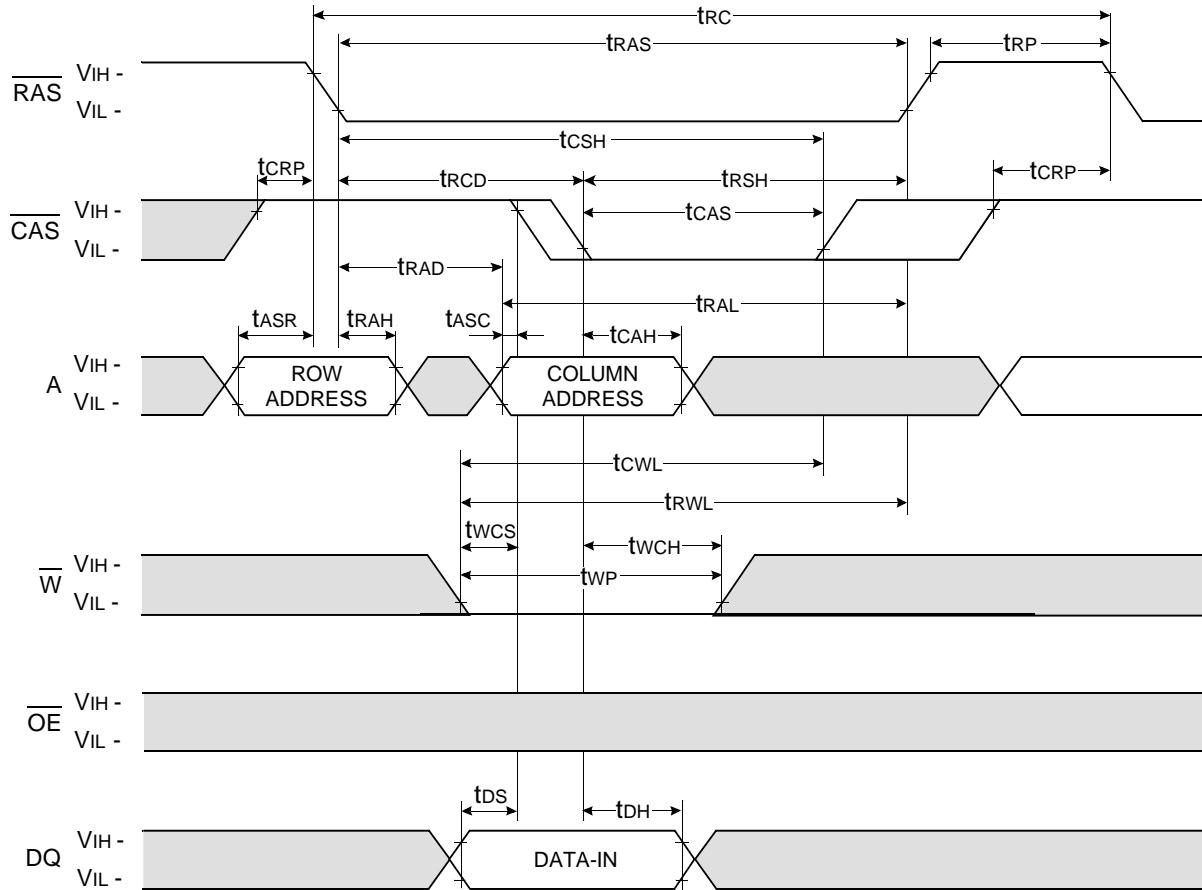 tRC
tRAS
tRP
RAS
VIH -
VIL -
tCSH
tCRP
tRCD
tRSH
tCRP
CAS
VIH -
VIL -
tCAS
tRAD
tRAL
tASR
tRAH
tASC
tCAH
A
VIH -
VIL -
ROW
ADDRESS
COLUMN
ADDRESS
tCWL
tRWL
tWCS
tWCH
W
VIH -
VIL -
tWP
OE
VIH -
VIL -
tDS
tDH
DQ
VIH -
VIL -
DATA-IN